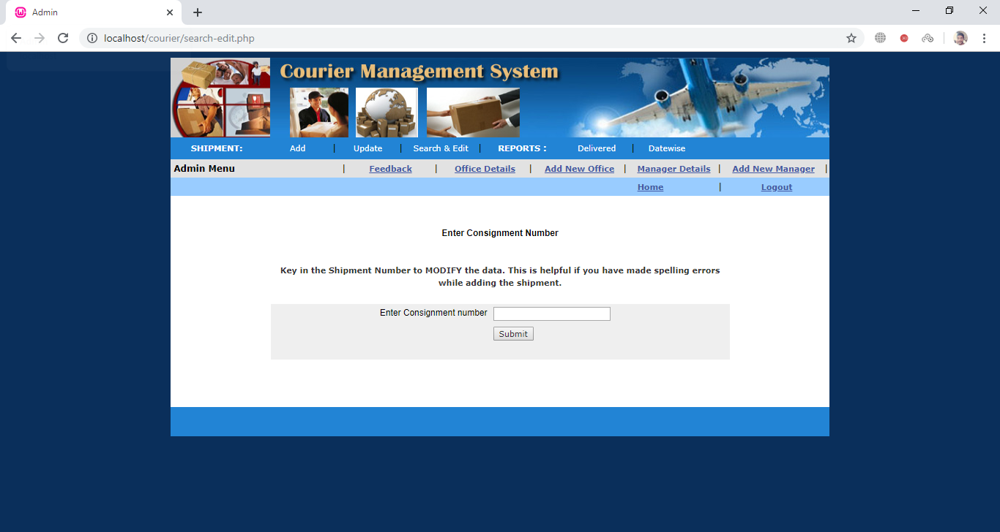 Admin
localhost/courier/search-edit.php
Courier Management System
SHIPMENT: Add | Update | Search & Edit | REPORTS : Delivered | Datewise
Admin Menu | Feedback | Office Details | Add New Office | Manager Details | Add New Manager |
Home | Logout
Enter Consignment Number
Key in the Shipment Number to MODIFY the data. This is helpful if you have made spelling errors
while adding the shipment.
Enter Consignment number
Submit